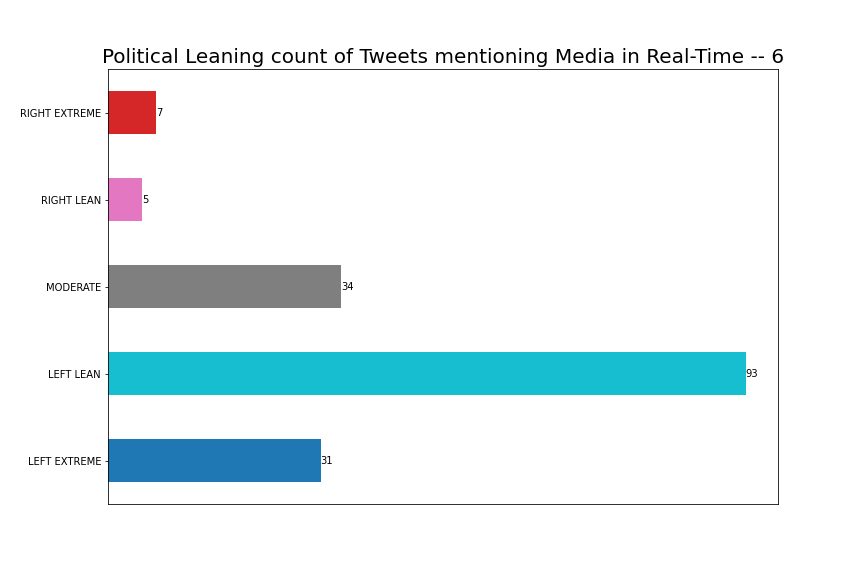 Political Leaning count of Tweets mentioning Media in Real-Time -- 6
RIGHT EXTREME 7
RIGHT LEAN 5
MODERATE 34
LEFT LEAN 93
LEFT EXTREME 31